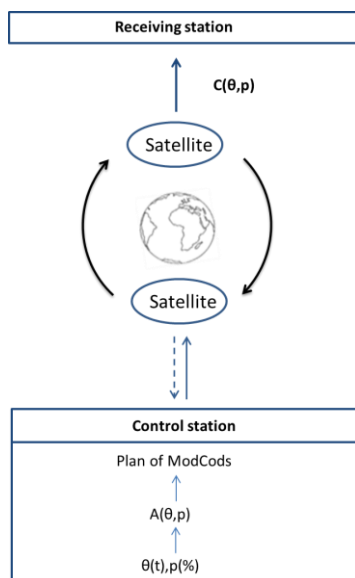 Receiving station
C(θ,p)
Satellite
Satellite
Control station
Plan of ModCods
A(θ,p)
θ(t),p(%)